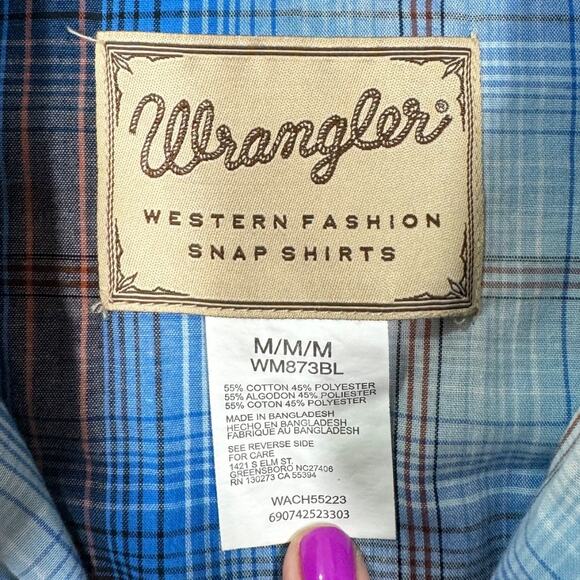 Wrangler®
WESTERN FASHION
SNAP SHIRTS
M/M/M
WM873BL
55% COTTON 45% POLYESTER
55% ALGODON 45% POLIESTER
55% COTON 45% POLYESTER
MADE IN BANGLADESH
HECHO EN BANGLADESH
FABRIQUE AU BANGLADESH
SEE REVERSE SIDE
FOR CARE
1421 S ELM ST.
GREENSBORO NC27406
RN 130273 CA 55394
WACH55223
690742523303